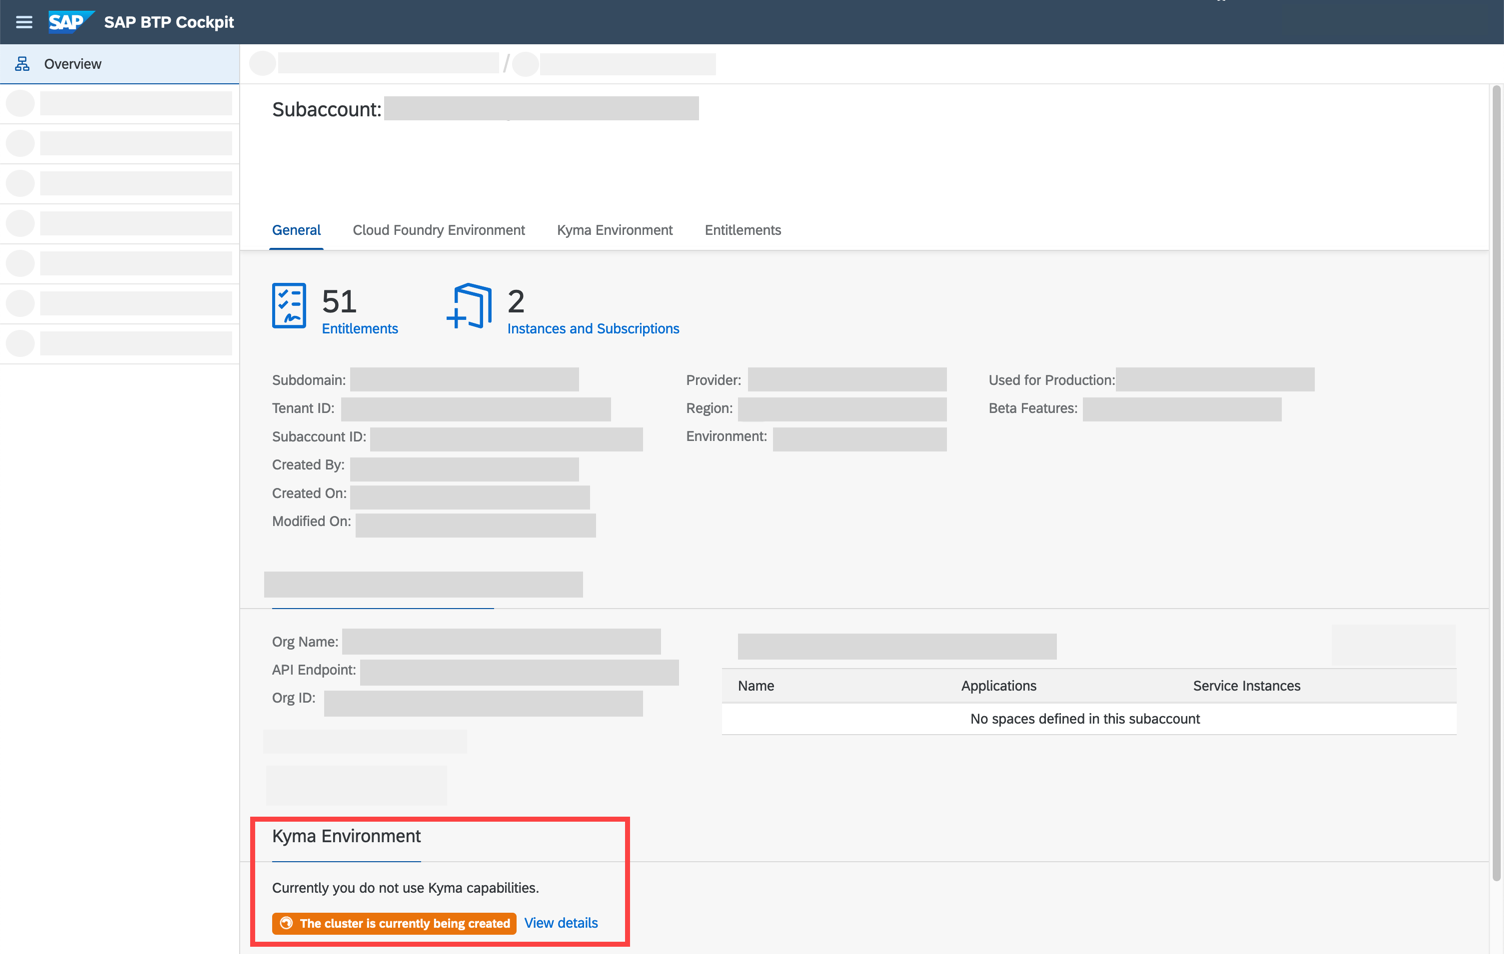 SAP SAP BTP Cockpit
Overview
/
Subaccount:
General Cloud Foundry Environment Kyma Environment Entitlements
51
Entitlements
2
Instances and Subscriptions
Subdomain:
Tenant ID:
Subaccount ID:
Created By:
Created On:
Modified On:
Provider:
Region:
Environment:
Used for Production:
Beta Features:
Org Name:
API Endpoint:
Org ID:
Name Applications Service Instances
No spaces defined in this subaccount
Kyma Environment
Currently you do not use Kyma capabilities.
The cluster is currently being created View details